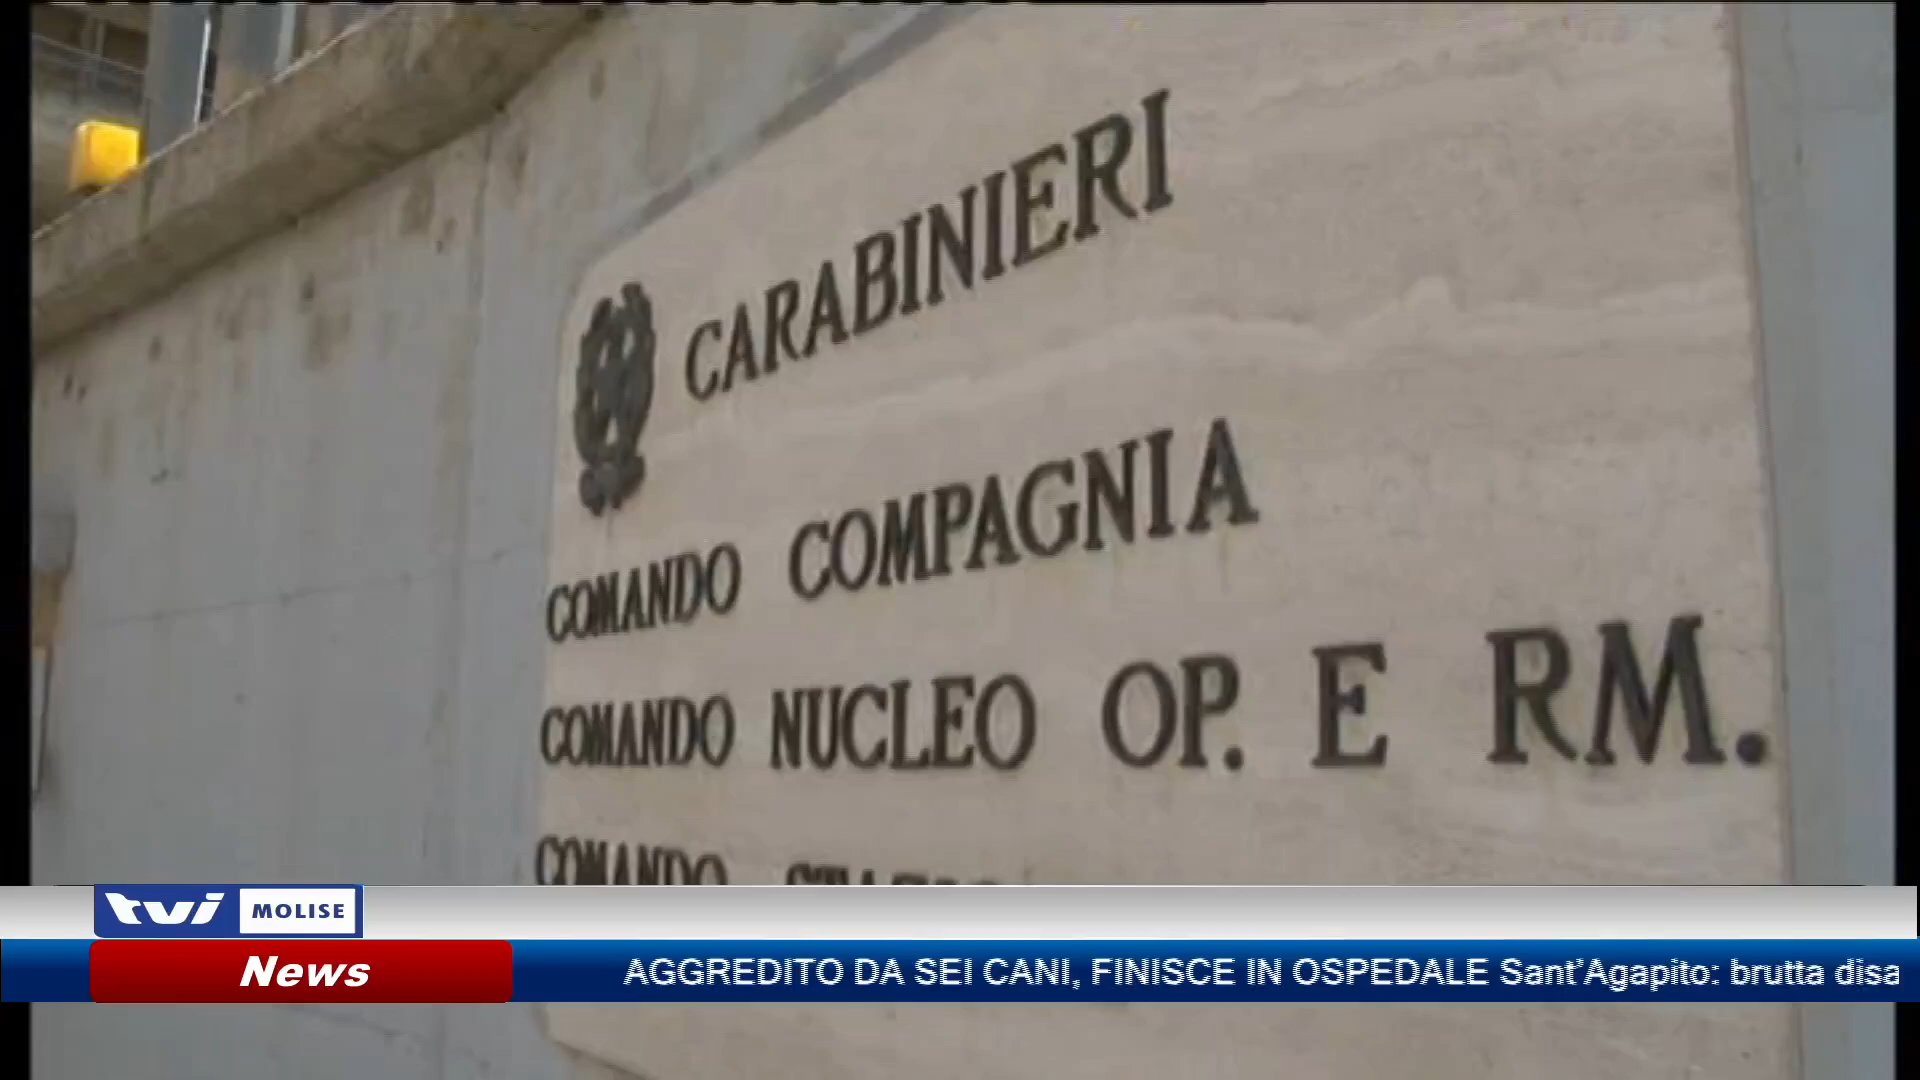 CARABINIERI
COMANDO COMPAGNIA
COMANDO NUCLEO OP. E RM.
COMANDO
tvi MOLISE
News AGGREDITO DA SEI CANI, FINISCE IN OSPEDALE Sant'Agapito: brutta disa